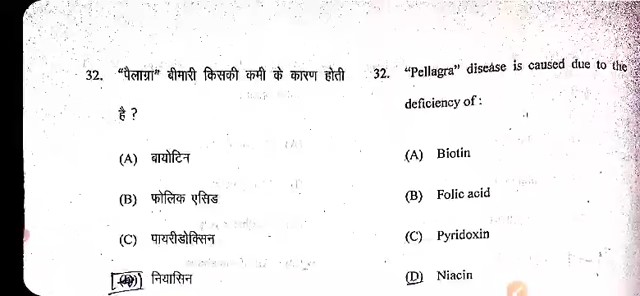 32. "पैलाग्रा" बीमारी किसकी कमी के कारण होती
है ?
(A) बायोटिन
(B) फोलिक एसिड
(C) पायरीडोक्सिन
(D) नियासिन
32. "Pellagra" disease is caused due to the
deficiency of :
(A) Biotin
(B) Folic acid
(C) Pyridoxin
(D) Niacin